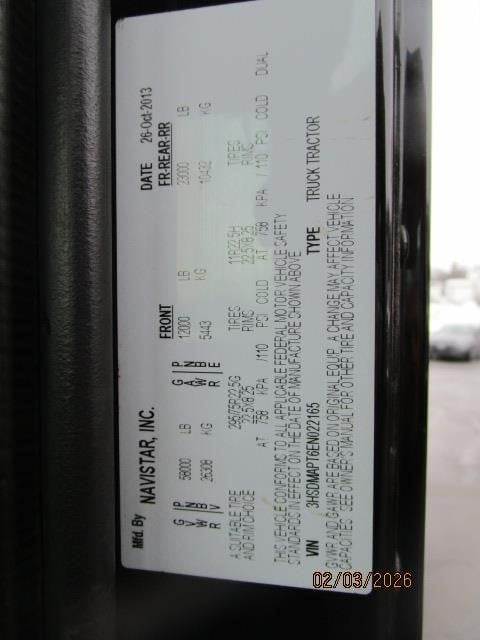 Mfd. By NAVISTAR, INC. DATE 26-Oct-2013
FRONT FR-REAR-RR
GVWR 58000 LB GAWR 12000 LB 23000 LB
PNBV 26308 KG PNBE 5443 KG 10432 KG
A SUITABLE TIRE 295/75R22.5G TIRES 11R22.5H TIRES
AND RIM CHOICE 22.5X8.25 RIMS 22.5X8.25 RIMS
AT 758 KPA /110 PSI COLD AT 758 KPA / 110 PSI COLD DUAL
THIS VEHICLE CONFORMS TO ALL APPLICABLE FEDERAL MOTOR VEHICLE SAFETY
STANDARDS IN EFFECT ON THE DATE OF MANUFACTURE SHOWN ABOVE
VIN 3HSDMAPT6EN022165 TYPE TRUCK TRACTOR
GVWR AND GAWR ARE BASED ON ORIGINAL EQUIP. A CHANGE MAY AFFECT VEHICLE
CAPACITIES. SEE OWNER'S MANUAL FOR OTHER TIRE AND CAPACITY INFORMATION.
02/03/2026